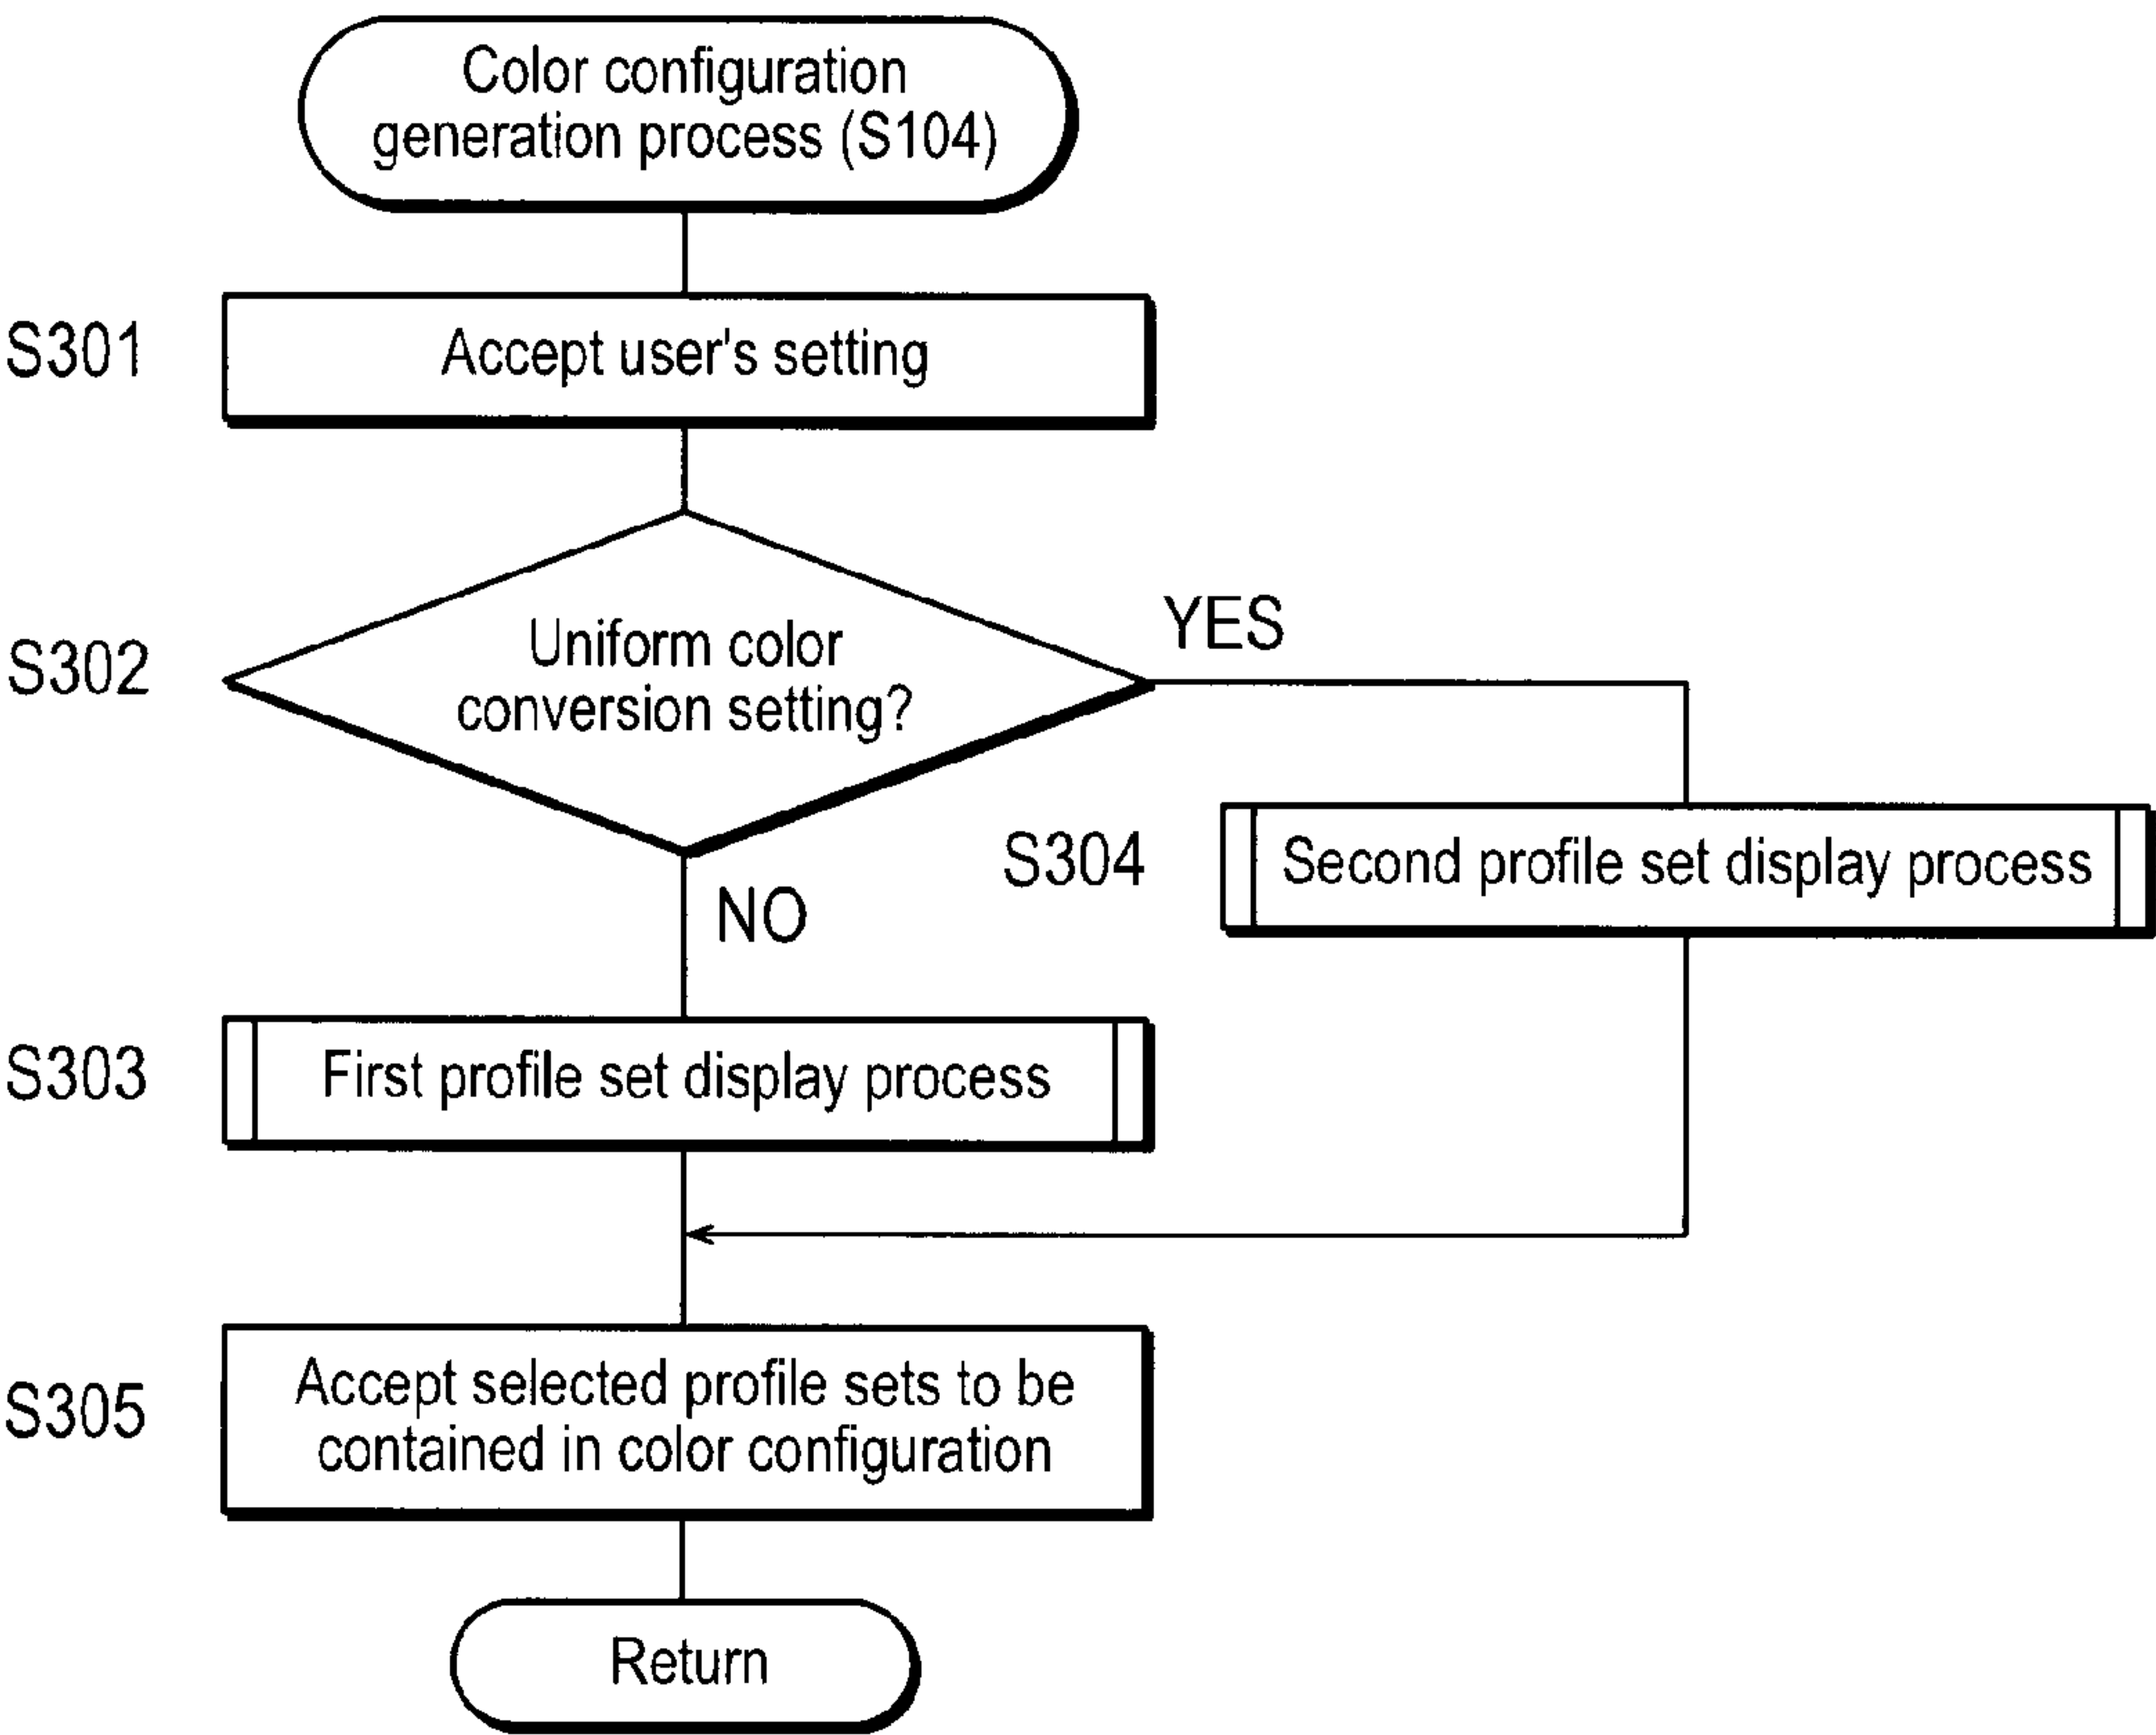 Color configuration
generation process (S104)
S301
Accept user's setting
S302
Uniform color
conversion setting?
YES
NO
S304
Second profile set display process
S303
First profile set display process
S305
Accept selected profile sets to be
contained in color configuration
Return